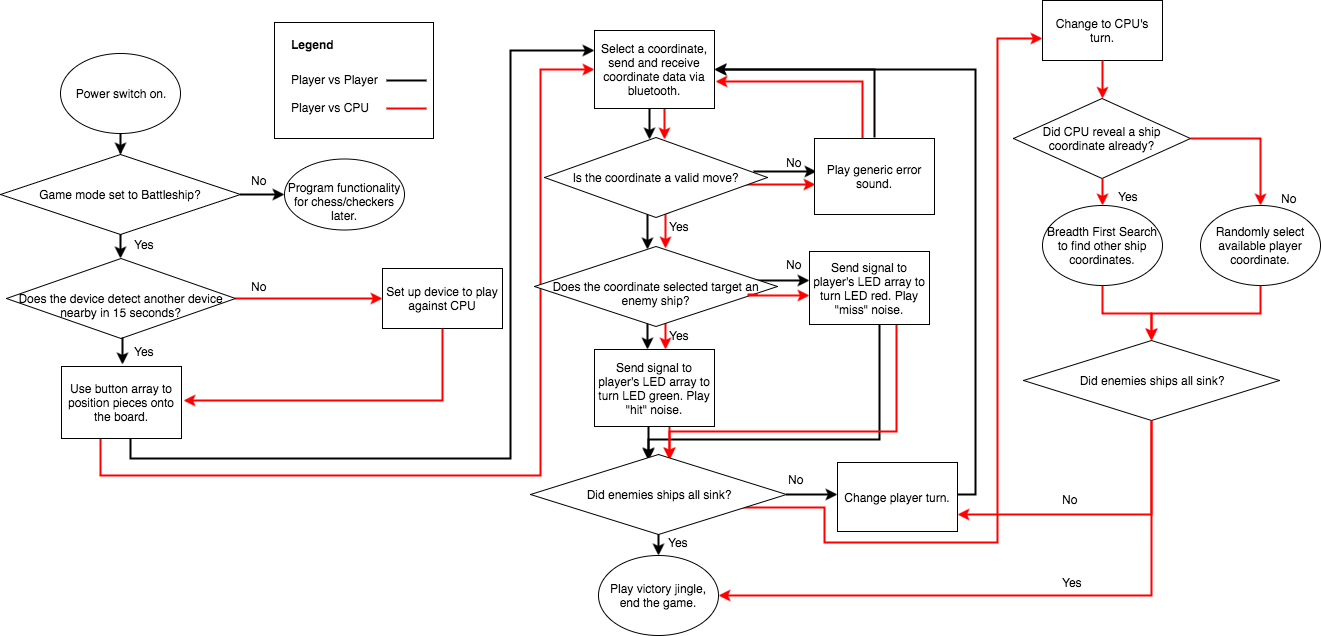 Power switch on.
Game mode set to Battleship?
No
Program functionality
for chess/checkers
later.
Yes
Does the device detect another device
nearby in 15 seconds?
No
Set up device to play
against CPU
Yes
Use button array to
position pieces onto
the board.
Legend
Player vs Player
Player vs CPU
Select a coordinate,
send and receive
coordinate data via
bluetooth.
Is the coordinate a valid move?
No
Play generic error
sound.
Yes
Does the coordinate selected target an
enemy ship?
No
Send signal to
player's LED array to
turn LED red. Play
"miss" noise.
Yes
Send signal to
player's LED array to
turn LED green. Play
"hit" noise.
Did enemies ships all sink?
No
Change player turn.
Yes
Play victory jingle,
end the game.
Change to CPU's
turn.
Did CPU reveal a ship
coordinate already?
Yes
No
Breadth First Search
to find other ship
coordinates.
Randomly select
available player
coordinate.
Did enemies ships all sink?
No
Yes